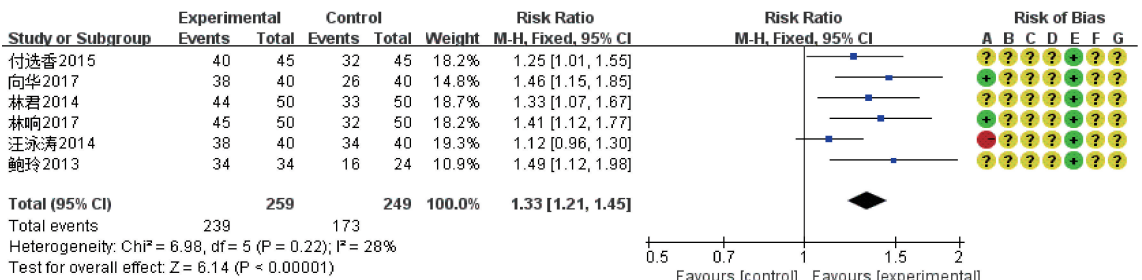 Experimental Control Risk Ratio Risk Ratio Risk of Bias
Study or Subgroup Events Total Events Total Weight M-H, Fixed, 95% CI M-H, Fixed, 95% CI A B C D E F G
付选香2015 40 45 32 45 18.2% 1.25 [1.01, 1.55] ? ? ? ? + ? ?
向华2017 38 40 26 40 14.8% 1.46 [1.15, 1.85] + ? ? ? + ? ?
林君2014 44 50 33 50 18.7% 1.33 [1.07, 1.67] ? ? ? ? + ? ?
林响2017 45 50 32 50 18.2% 1.41 [1.12, 1.77] + ? ? ? + ? ?
汪泳涛2014 38 40 34 40 19.3% 1.12 [0.96, 1.30] ? ? ? + ? ?
鲍玲2013 34 34 16 24 10.9% 1.49 [1.12, 1.98] ? ? ? ? + ? ?
Total (95% CI) 259 249 100.0% 1.33 [1.21, 1.45]
Total events 239 173
Heterogeneity: Chi² = 6.98, df = 5 (P = 0.22); I² = 28%
Test for overall effect: Z = 6.14 (P < 0.00001)
0.5 0.7 1 1.5 2
Favours [control] Favours [experimental]